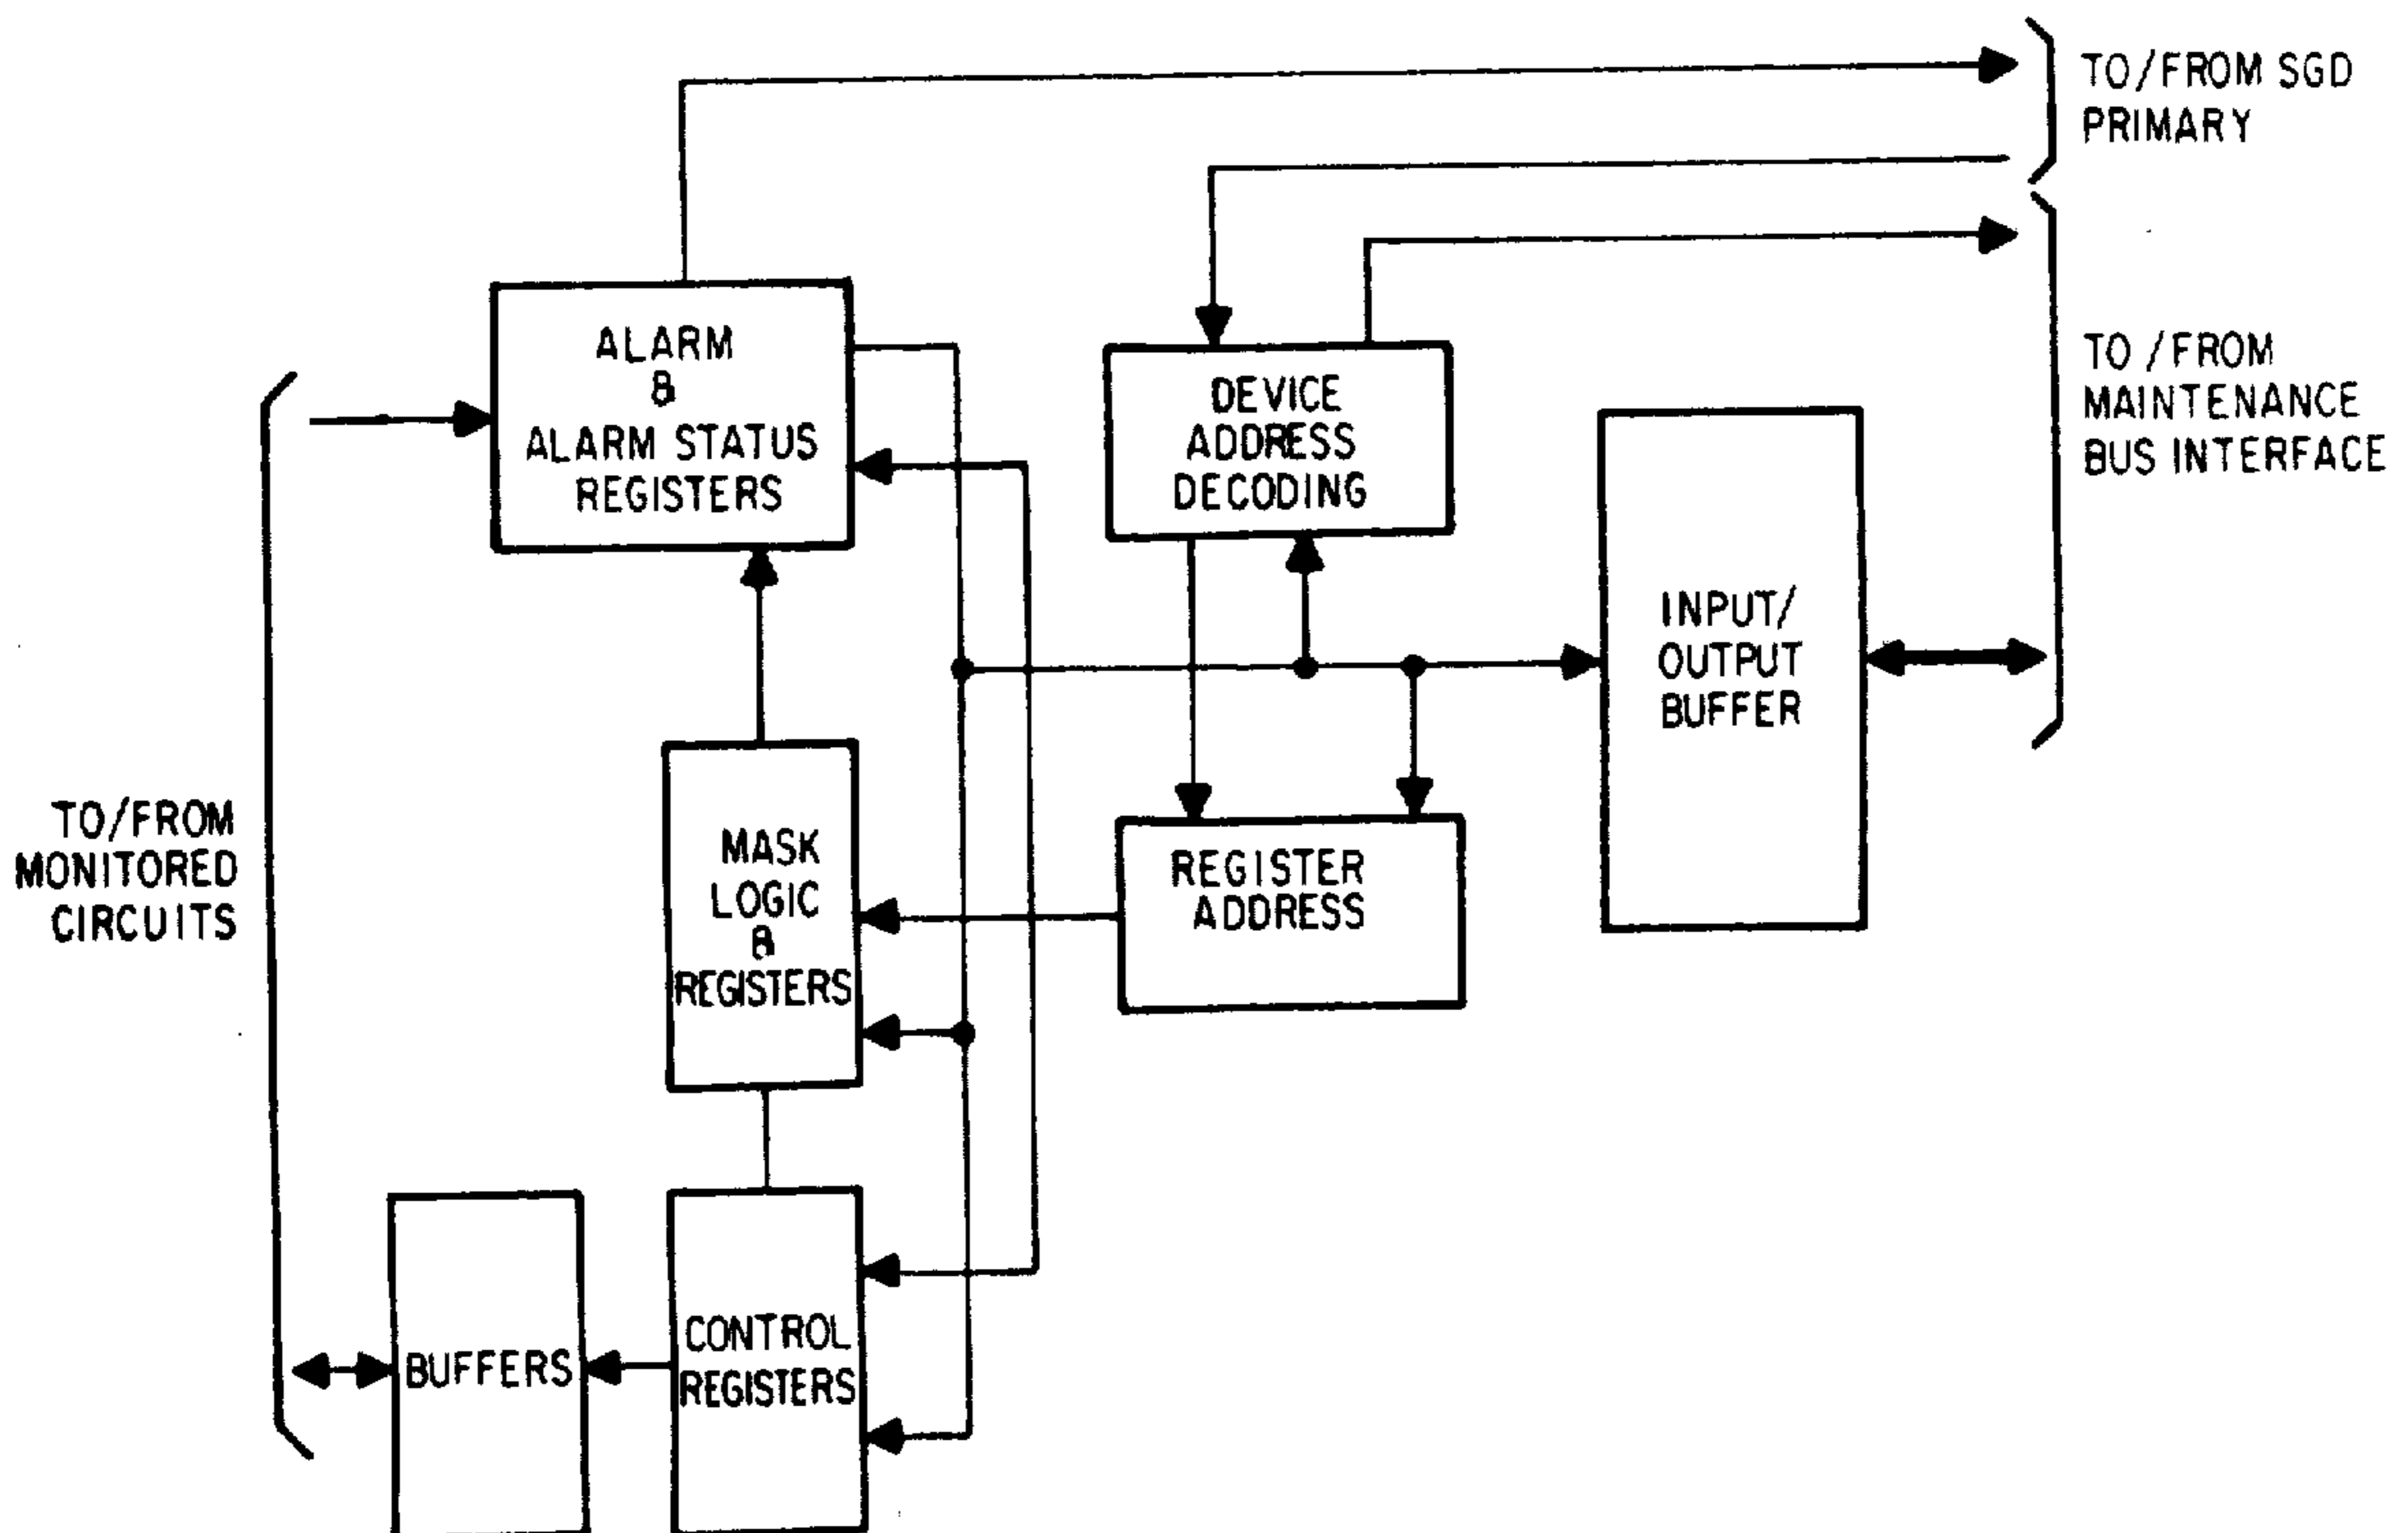 TO/FROM SGD
PRIMARY
ALARM
&
ALARM STATUS
REGISTERS
DEVICE
ADDRESS
DECODING
TO /FROM
MAINTENANCE
BUS INTERFACE
INPUT/
OUTPUT
BUFFER
TO/FROM
MONITORED
CIRCUITS
MASK
LOGIC
&
REGISTERS
REGISTER
ADDRESS
BUFFERS
CONTROL
REGISTERS